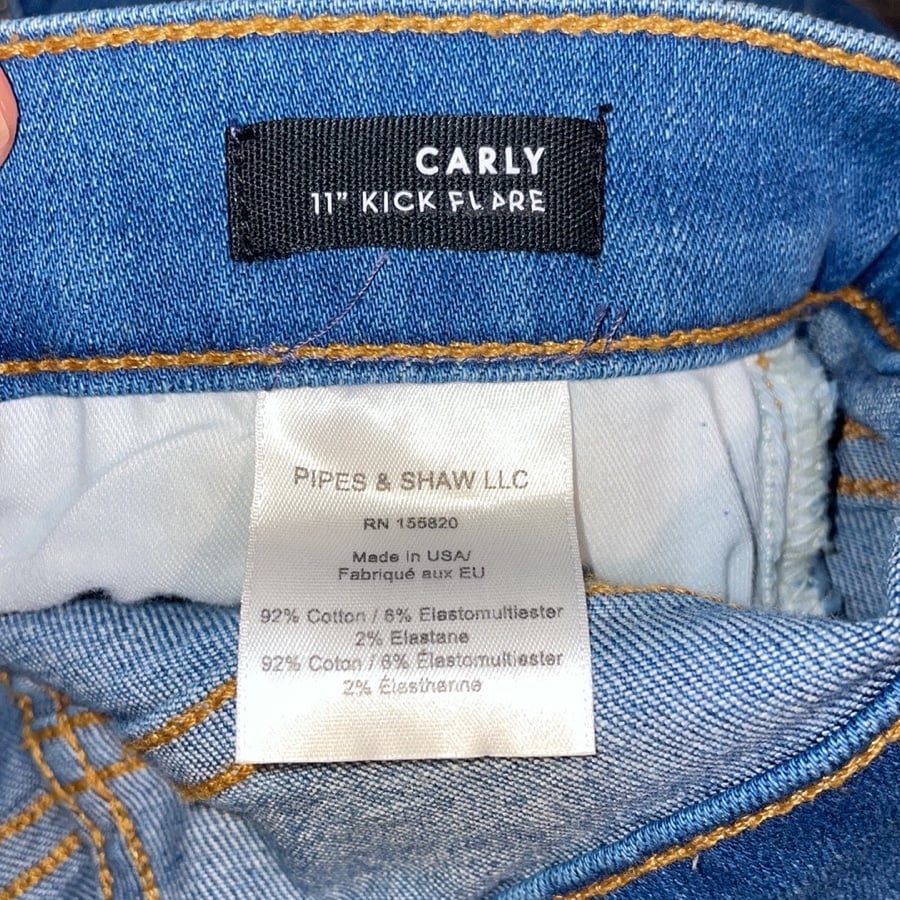 CARLY
11" KICK FLARE
PIPES & SHAW LLC
RN 155820
Made in USA/
Fabriqué aux EU
92% Cotton / 6% Elastomultiester
2% Elastane
92% Coton / 6% Élastomultiester
2% Élasthanne